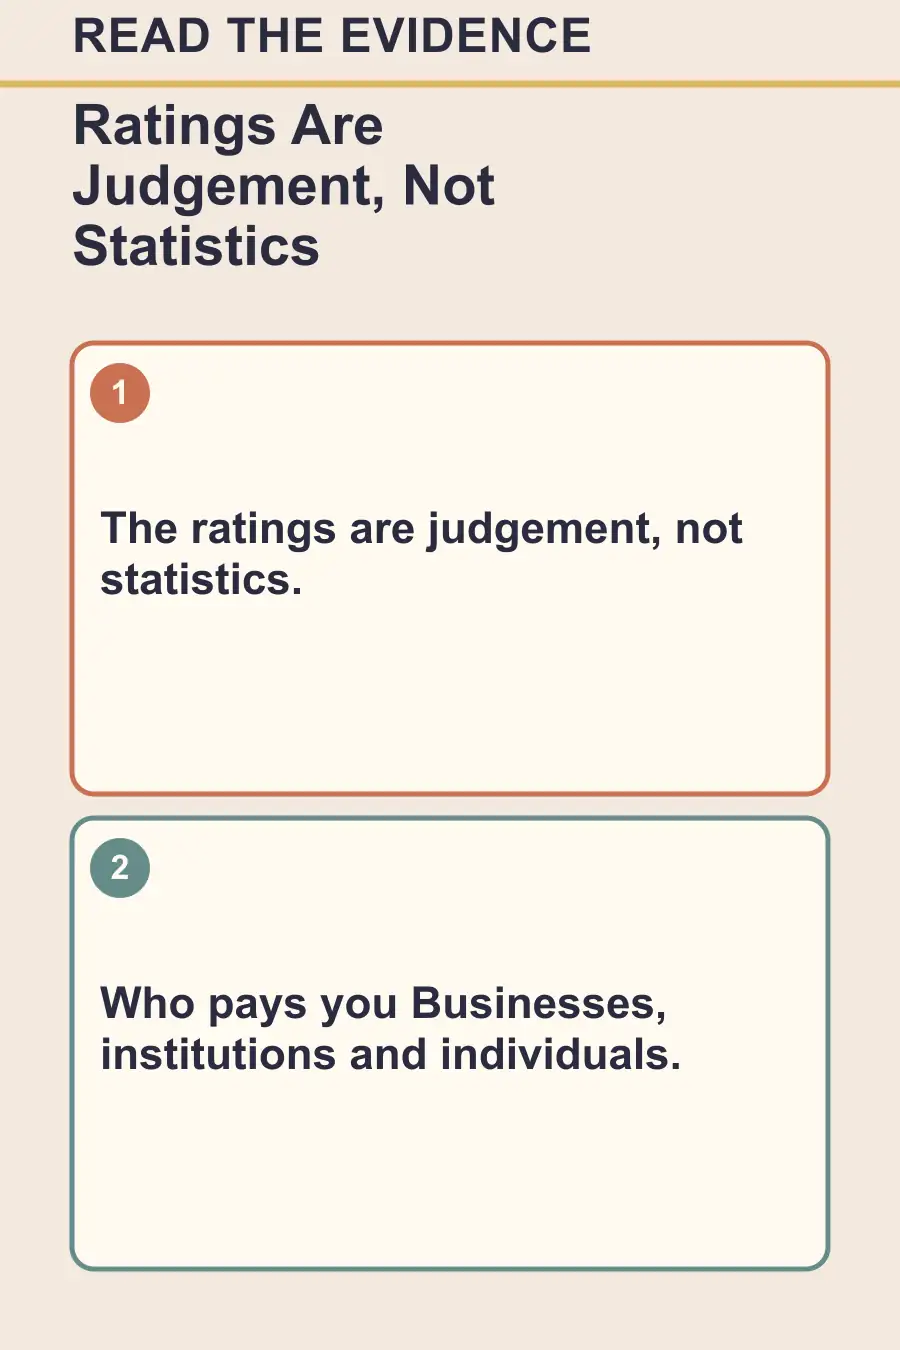 READ THE EVIDENCE
Ratings Are
Judgement, Not
Statistics
1
The ratings are judgement, not
statistics.
2
Who pays you Businesses,
institutions and individuals.